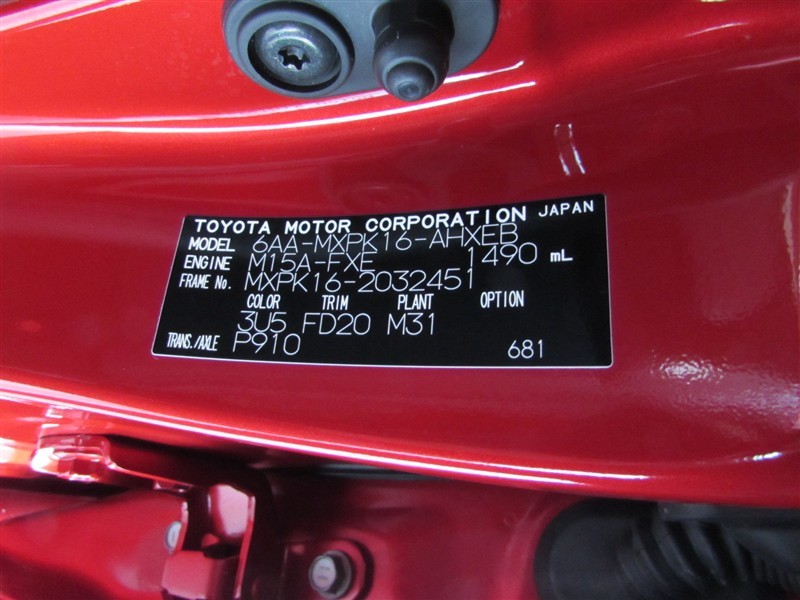 TOYOTA MOTOR CORPORATION JAPAN
MODEL 6AA-MXPK16-AHXEB
ENGINE M15A-FXE 1490 mL
FRAME No. MXPK16-2032451
COLOR TRIM PLANT OPTION
3U5 FD20 M31
TRANS./AXLE P910 681